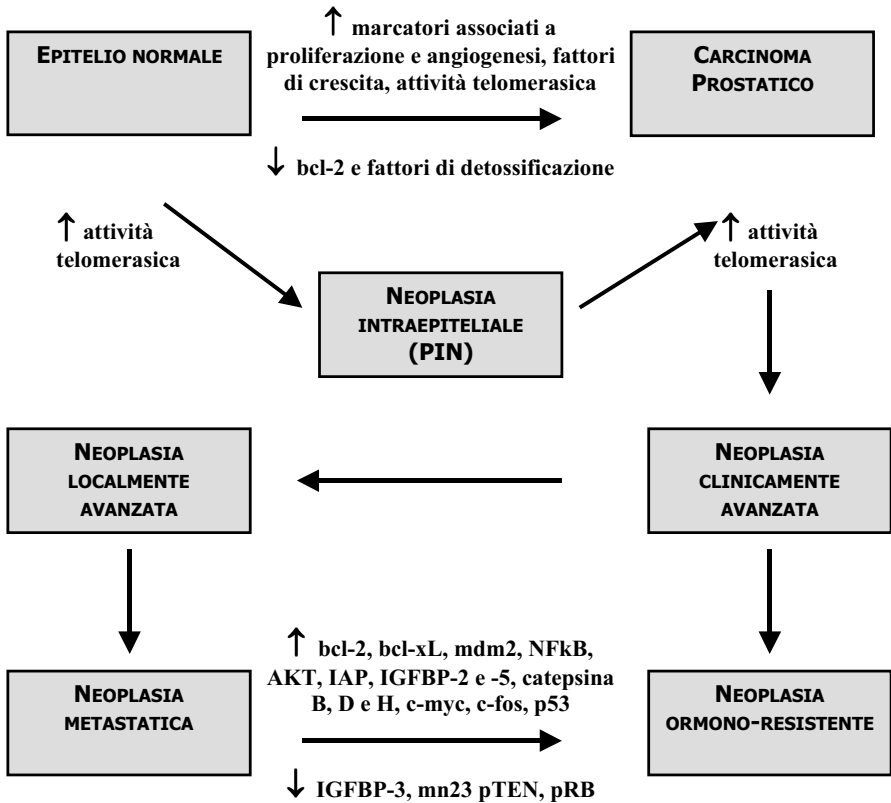 ↑ marcatori associati a
proliferazione e angiogenesi, fattori
di crescita, attività telomerasica
EPITELIO NORMALE
CARCINOMA
PROSTATICO
↓ bcl-2 e fattori di detossificazione
↑ attività
telomerasica
↑ attività
telomerasica
NEOPLASIA
INTRAEPITELIALE
(PIN)
NEOPLASIA
LOCALMENTE
AVANZATA
NEOPLASIA
CLINICAMENTE
AVANZATA
↑ bcl-2, bcl-xL, mdm2, NFkB,
AKT, IAP, IGFBP-2 e -5, catepsina
B, D e H, c-myc, c-fos, p53
NEOPLASIA
METASTATICA
NEOPLASIA
ORMONO-RESISTENTE
↓ IGFBP-3, mn23 pTEN, pRB